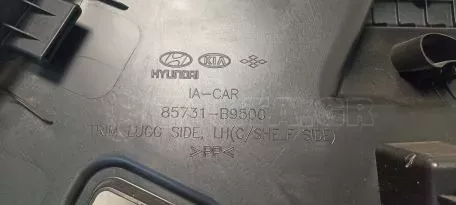 HYUNDAI KIA
IA-CAR
85731-B9500
TRIM LUGG SIDE, LH(C/SHELF SIDE)
>PP<